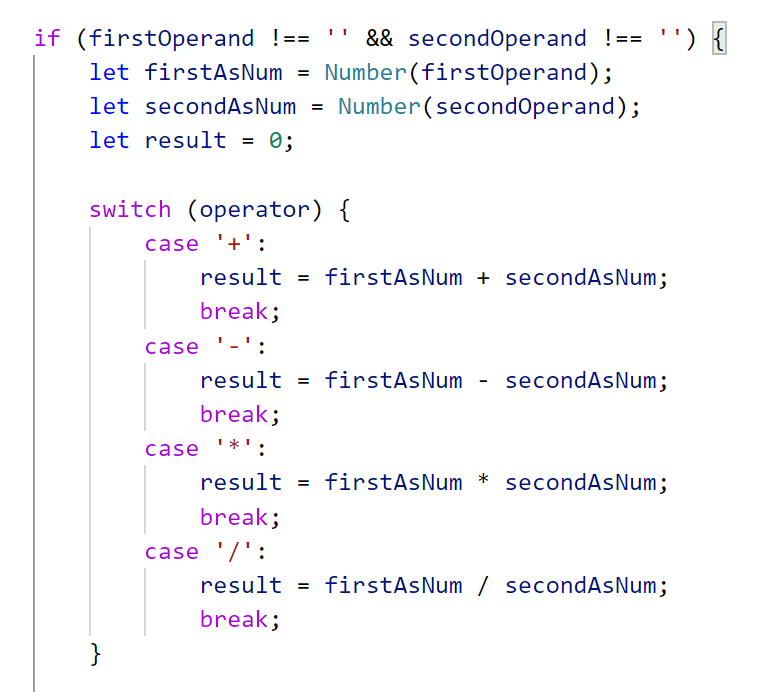 if (firstOperand !== '' && secondOperand !== '') {
    let firstAsNum = Number(firstOperand);
    let secondAsNum = Number(secondOperand);
    let result = 0;

    switch (operator) {
        case '+':
            result = firstAsNum + secondAsNum;
            break;
        case '-':
            result = firstAsNum - secondAsNum;
            break;
        case '*':
            result = firstAsNum * secondAsNum;
            break;
        case '/':
            result = firstAsNum / secondAsNum;
            break;
    }